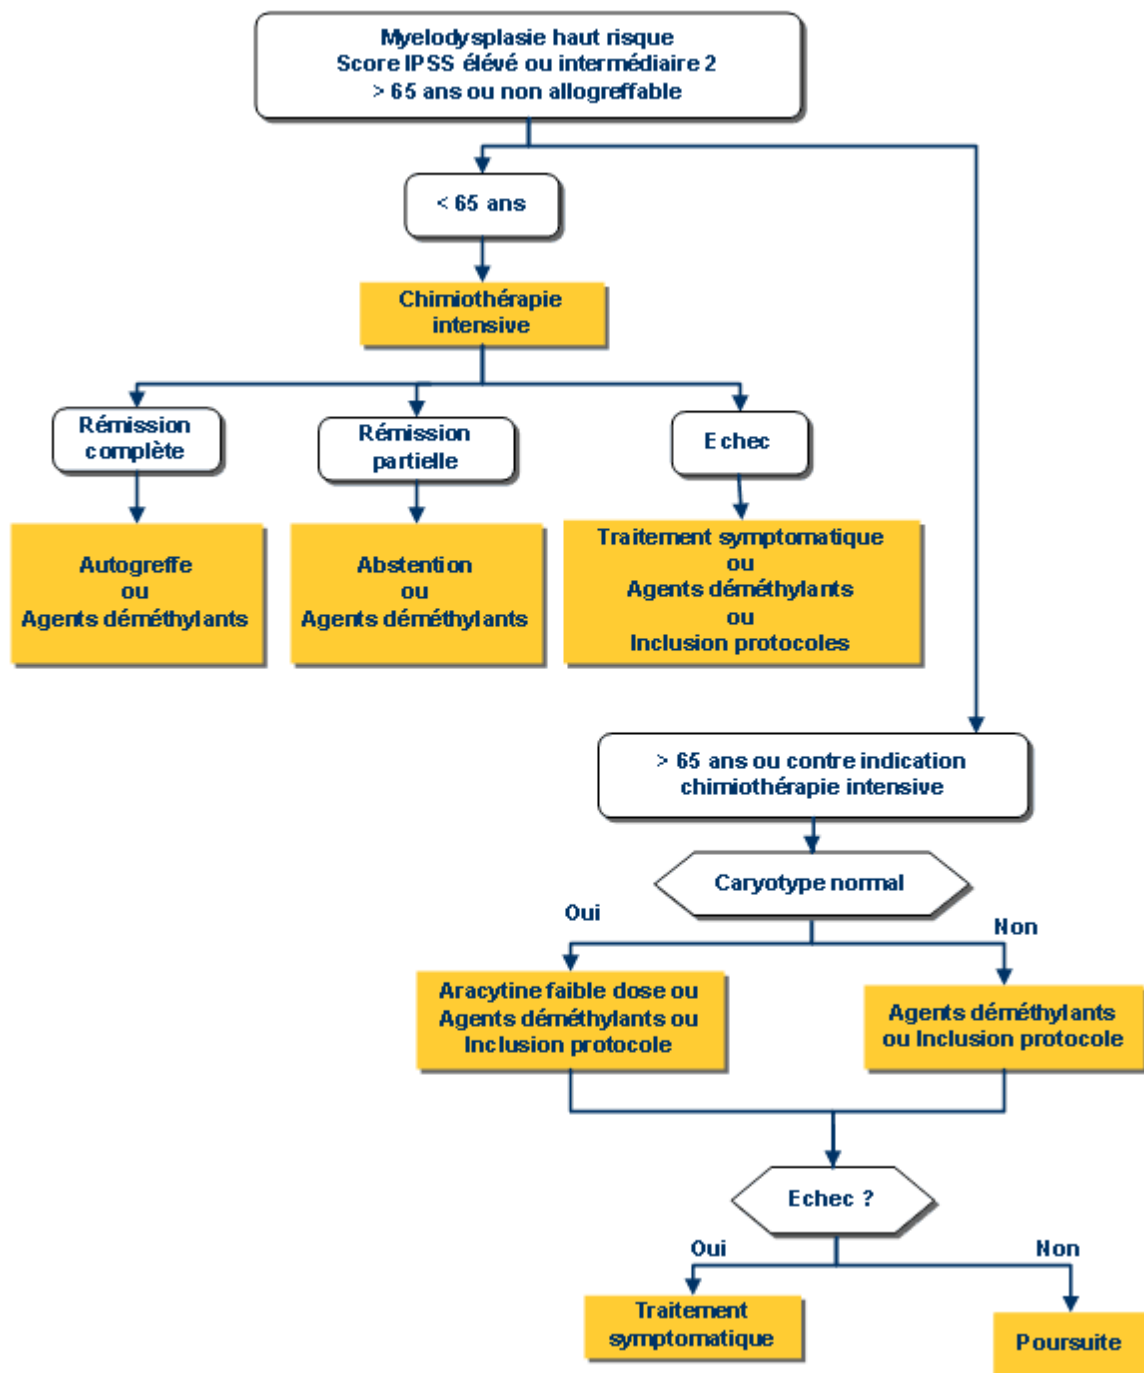 Myelodysplasie haut risque
Score IPSS élévé ou intermédiaire 2
> 65 ans ou non allogreffable
< 65 ans
Chimiothérapie
intensive
Rémission
complète
Rémission
partielle
Echec
Autogreffe
ou
Agents déméthylants
Abstention
ou
Agents déméthylants
Traitement symptomatique
ou
Agents déméthylants
ou
Inclusion protocoles
> 65 ans ou contre indication
chimiothérapie intensive
Caryotype normal
Oui
Non
Aracytine faible dose ou
Agents déméthylants ou
Inclusion protocole
Agents déméthylants
ou Inclusion protocole
Echec ?
Oui
Non
Traitement
symptomatique
Poursuite